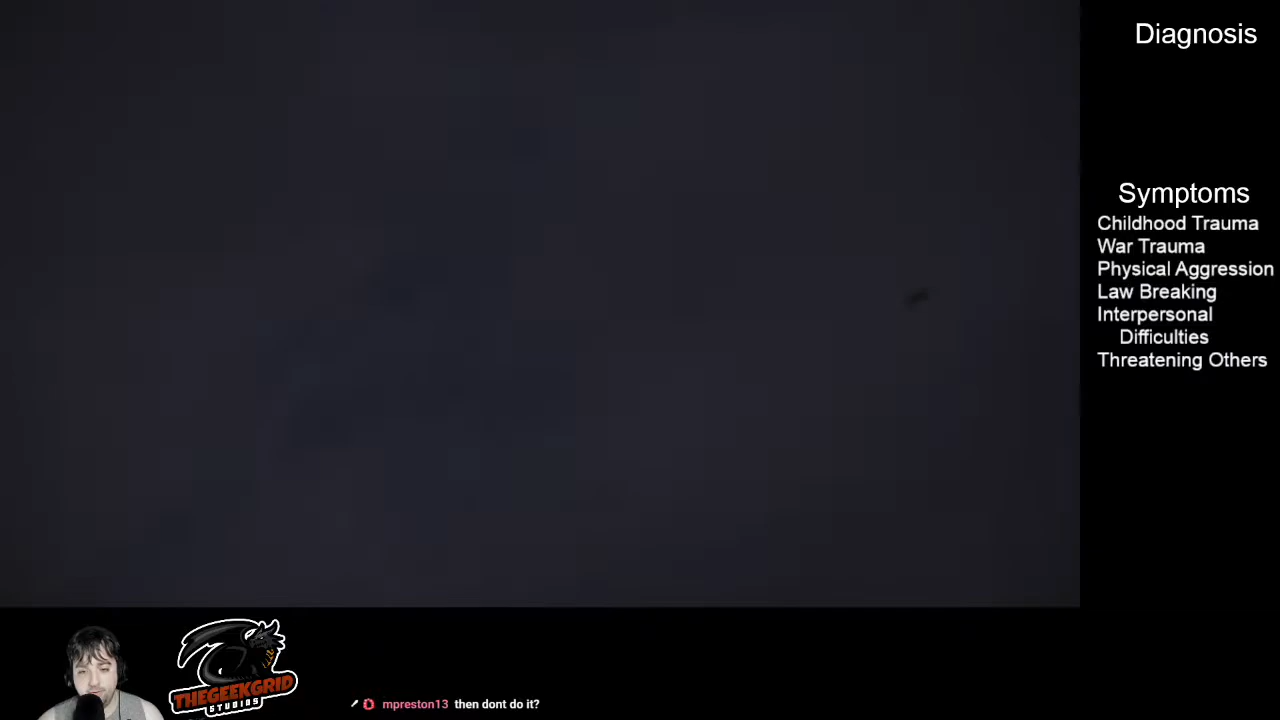 Diagnosis
Symptoms
Childhood Trauma
War Trauma
Physical Aggression
Law Breaking
Interpersonal
Difficulties
Threatening Others
THEGEEKGRID
STUDIOS
mpreston13 then dont do it?